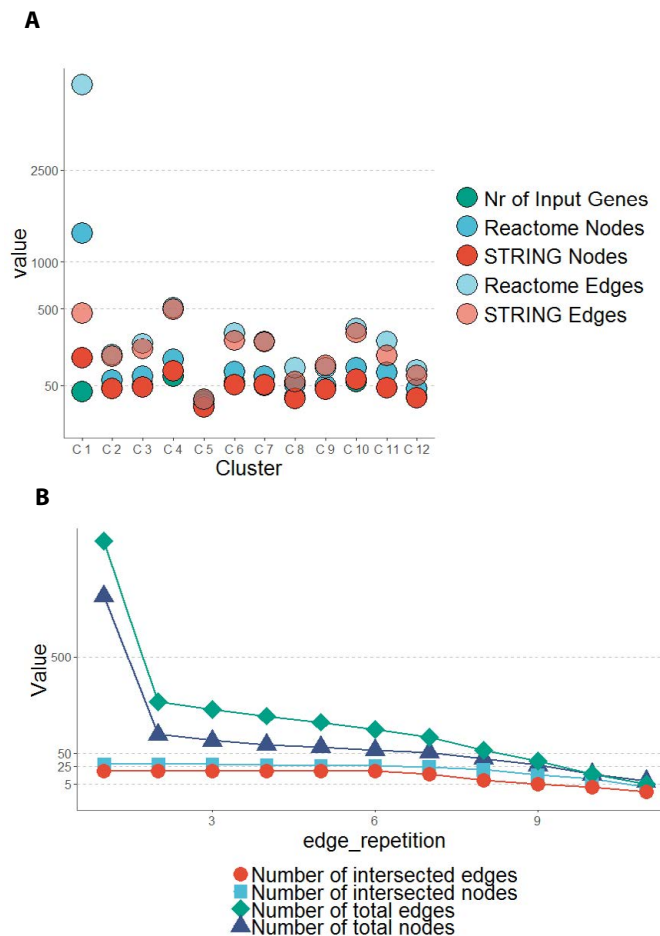 A
value
2500
1000
500
50
C 1 C 2 C 3 C 4 C 5 C 6 C 7 C 8 C 9 C 10 C 11 C 12
Cluster
Nr of Input Genes
Reactome Nodes
STRING Nodes
Reactome Edges
STRING Edges
B
Value
500
50
25
5
3 6 9
edge_repetition
Number of intersected edges
Number of intersected nodes
Number of total edges
Number of total nodes